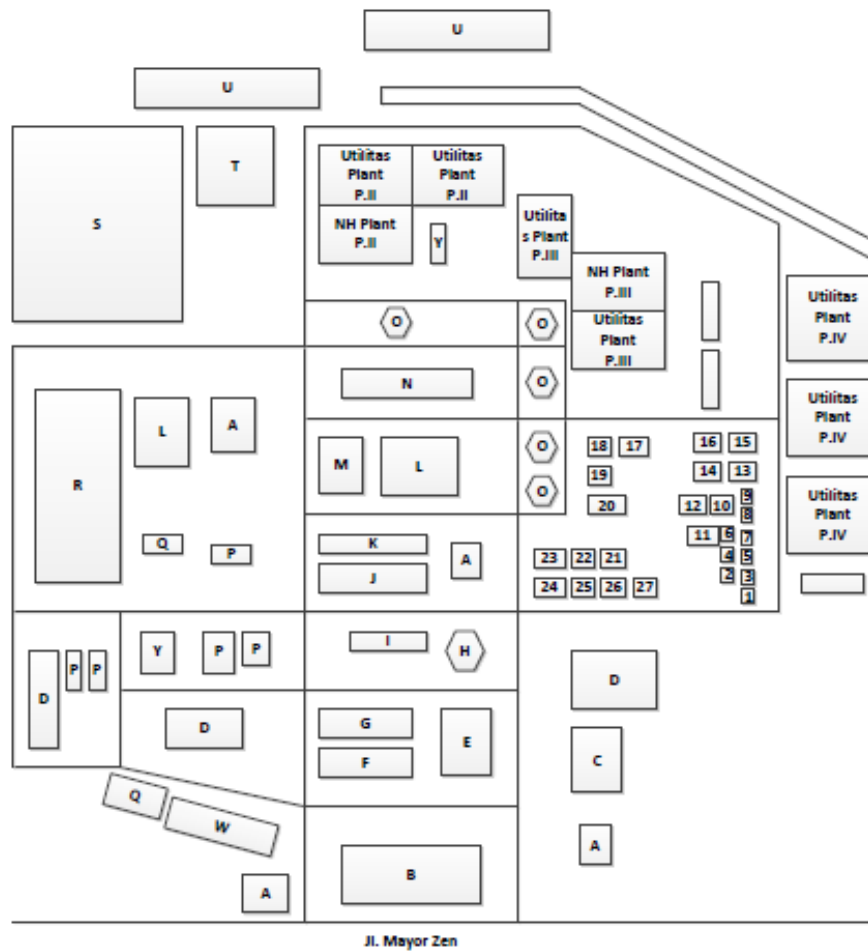 U
U
S
T
Utilitas
Plant
P.II
Utilitas
Plant
P.II
NH Plant
P.II
Y
Utilita
s Plant
P.III
NH Plant
P.III
Utilitas
Plant
P.III
Utilitas
Plant
P.IV
Utilitas
Plant
P.IV
Utilitas
Plant
P.IV
O
O
N
O
R
L
A
M
L
O
O
18
17
16
15
19
14
13
20
12
10
9
8
11
6
7
4
5
2
3
1
Q
P
K
J
A
23
22
21
24
25
26
27
D
P
P
Y
P
P
I
H
D
D
G
F
E
C
Q
W
A
A
B
Jl. Mayor Zen